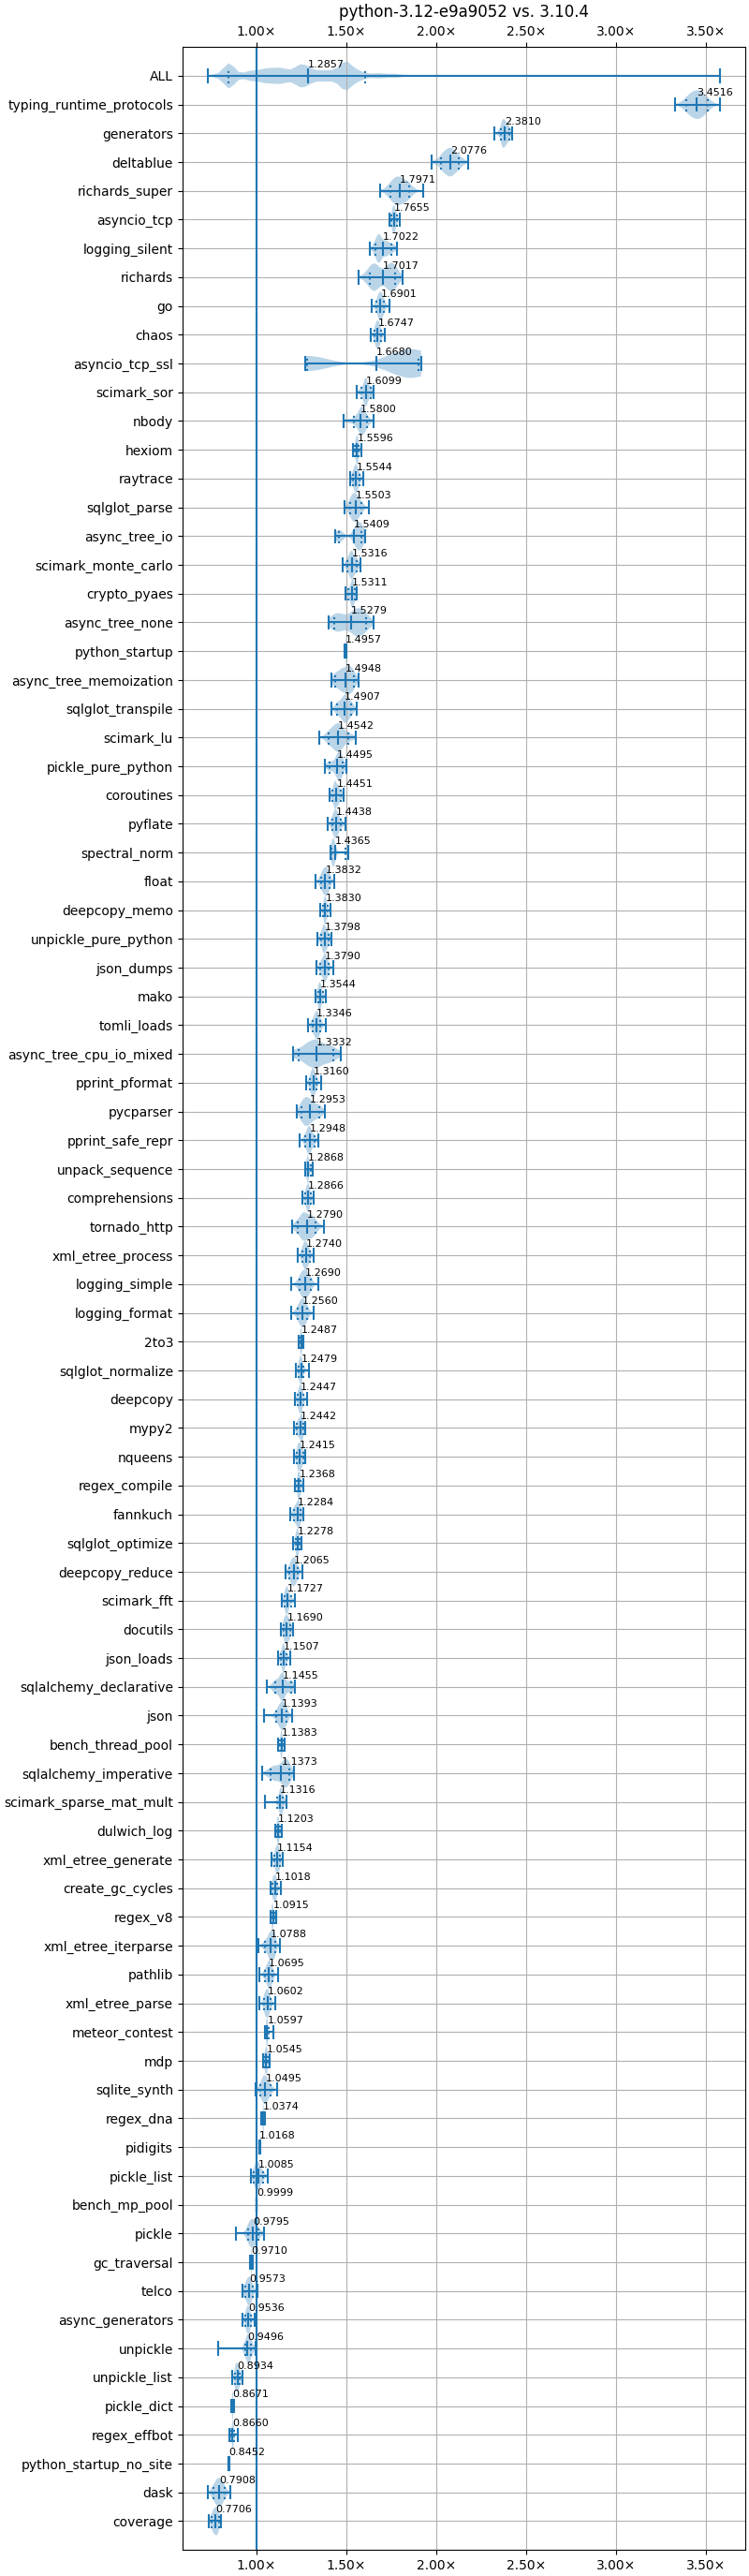 python-3.12-e9a9052 vs. 3.10.4
1.00× 1.50× 2.00× 2.50× 3.00× 3.50×
ALL 1.2857
typing_runtime_protocols 3.4516
generators 2.3810
deltablue 2.0776
richards_super 1.7971
asyncio_tcp 1.7655
logging_silent 1.7022
richards 1.7017
go 1.6901
chaos 1.6747
asyncio_tcp_ssl 1.6680
scimark_sor 1.6099
nbody 1.5800
hexiom 1.5596
raytrace 1.5544
sqlglot_parse 1.5503
async_tree_io 1.5409
scimark_monte_carlo 1.5316
crypto_pyaes 1.5311
async_tree_none 1.5279
python_startup 1.4957
async_tree_memoization 1.4948
sqlglot_transpile 1.4907
scimark_lu 1.4542
pickle_pure_python 1.4495
coroutines 1.4451
pyflate 1.4438
spectral_norm 1.4365
float 1.3832
deepcopy_memo 1.3830
unpickle_pure_python 1.3798
json_dumps 1.3790
mako 1.3544
tomli_loads 1.3346
async_tree_cpu_io_mixed 1.3332
pprint_pformat 1.3160
pycparser 1.2953
pprint_safe_repr 1.2948
unpack_sequence 1.2868
comprehensions 1.2866
tornado_http 1.2790
xml_etree_process 1.2740
logging_simple 1.2690
logging_format 1.2560
2to3 1.2487
sqlglot_normalize 1.2479
deepcopy 1.2447
mypy2 1.2442
nqueens 1.2415
regex_compile 1.2368
fannkuch 1.2284
sqlglot_optimize 1.2278
deepcopy_reduce 1.2065
scimark_fft 1.1727
docutils 1.1690
json_loads 1.1507
sqlalchemy_declarative 1.1455
json 1.1393
bench_thread_pool 1.1383
sqlalchemy_imperative 1.1373
scimark_sparse_mat_mult 1.1316
dulwich_log 1.1203
xml_etree_generate 1.1154
create_gc_cycles 1.1018
regex_v8 1.0915
xml_etree_iterparse 1.0788
pathlib 1.0695
xml_etree_parse 1.0602
meteor_contest 1.0597
mdp 1.0545
sqlite_synth 1.0495
regex_dna 1.0374
pidigits 1.0168
pickle_list 1.0085
bench_mp_pool 0.9999
pickle 0.9795
gc_traversal 0.9710
telco 0.9573
async_generators 0.9536
unpickle 0.9496
unpickle_list 0.8934
pickle_dict 0.8671
regex_effbot 0.8660
python_startup_no_site 0.8452
dask 0.7908
coverage 0.7706
1.00× 1.50× 2.00× 2.50× 3.00× 3.50×